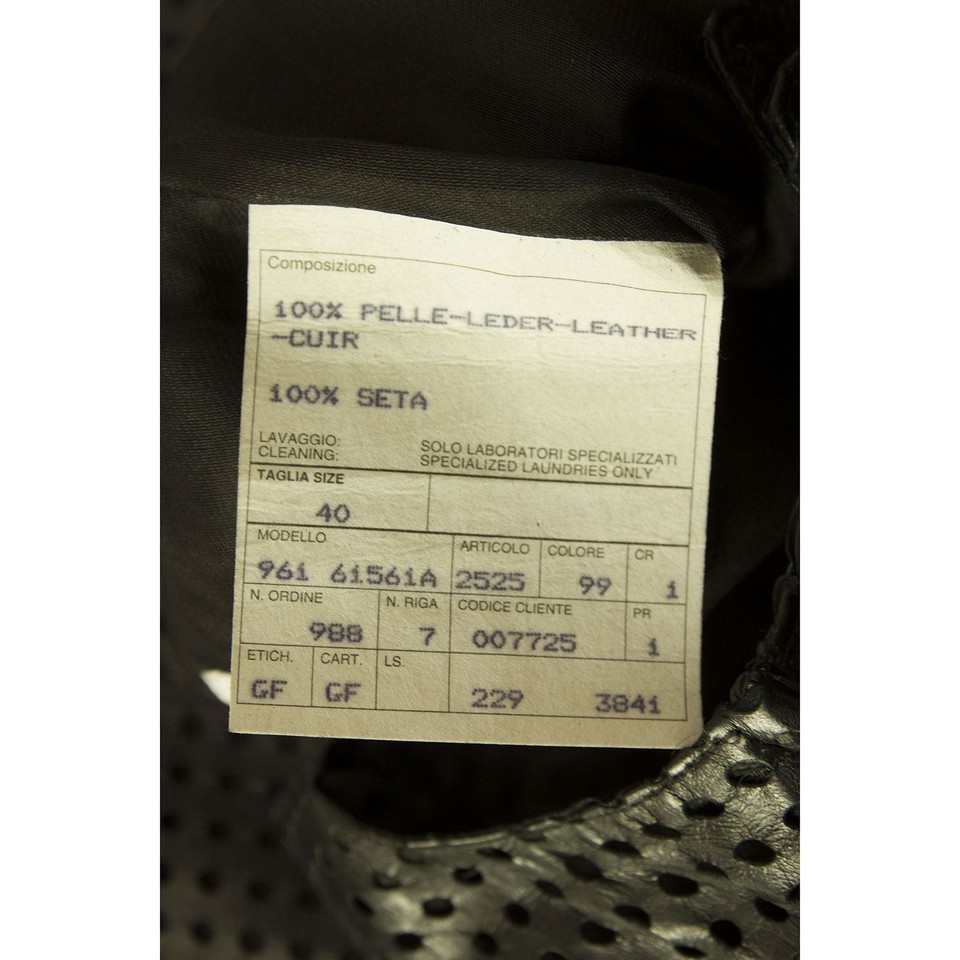 Composizione
100% PELLE-LEDER-LEATHER
-CUIR
100% SETA
LAVAGGIO: SOLO LABORATORI SPECIALIZZATI
CLEANING: SPECIALIZED LAUNDRIES ONLY
TAGLIA SIZE
40
MODELLO ARTICOLO COLORE CR
961 61561A 2525 99 1
N. ORDINE N. RIGA CODICE CLIENTE PR
988 7 007725 1
ETICH. CART. LS.
GF GF 229 3841